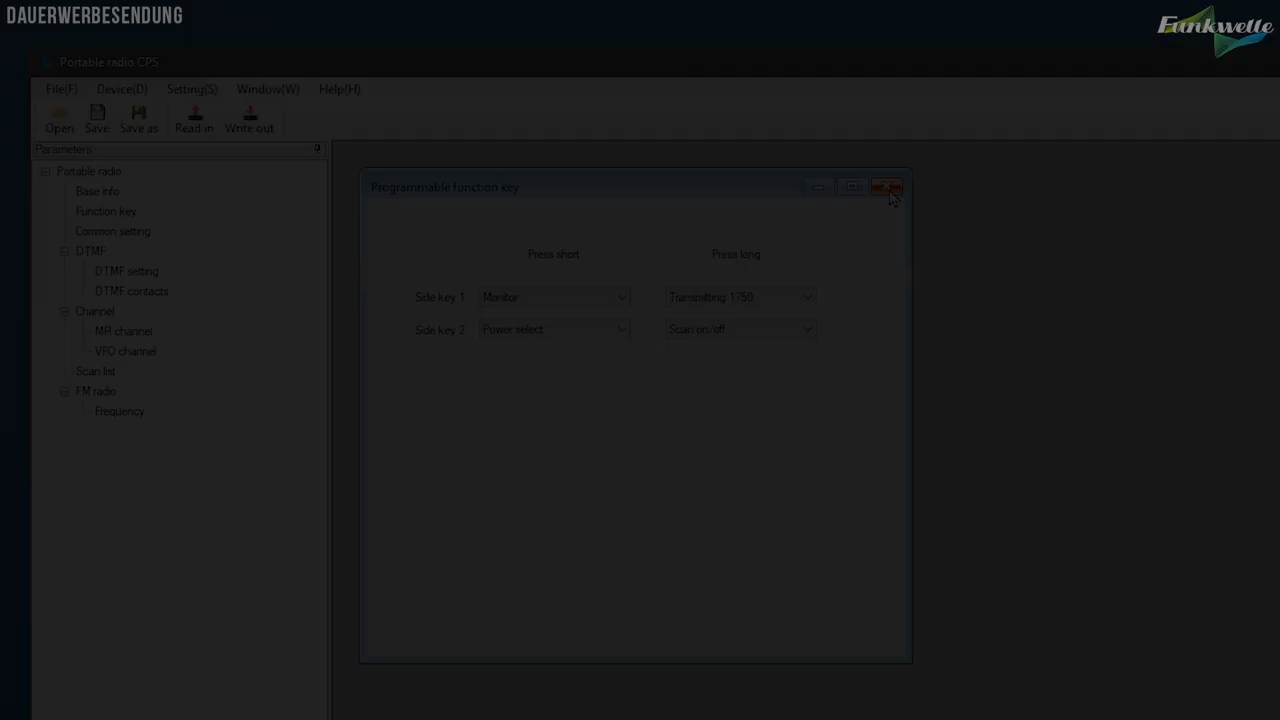 DAUERWERBESENDUNG
Funkwelle
Portable radio CPS
File(F) Device(D) Setting(S) Window(W) Help(H)
Open Save Save as Read in Write out
Parameters
Portable radio
Base info
Function key
Common setting
DTMF
DTMF setting
DTMF contacts
Channel
MR channel
VFO channel
Scan list
FM radio
Frequency
Programmable function key
Press short Press long
Side key 1 Monitor Transmitting 1750
Side key 2 Power select Scan on/off